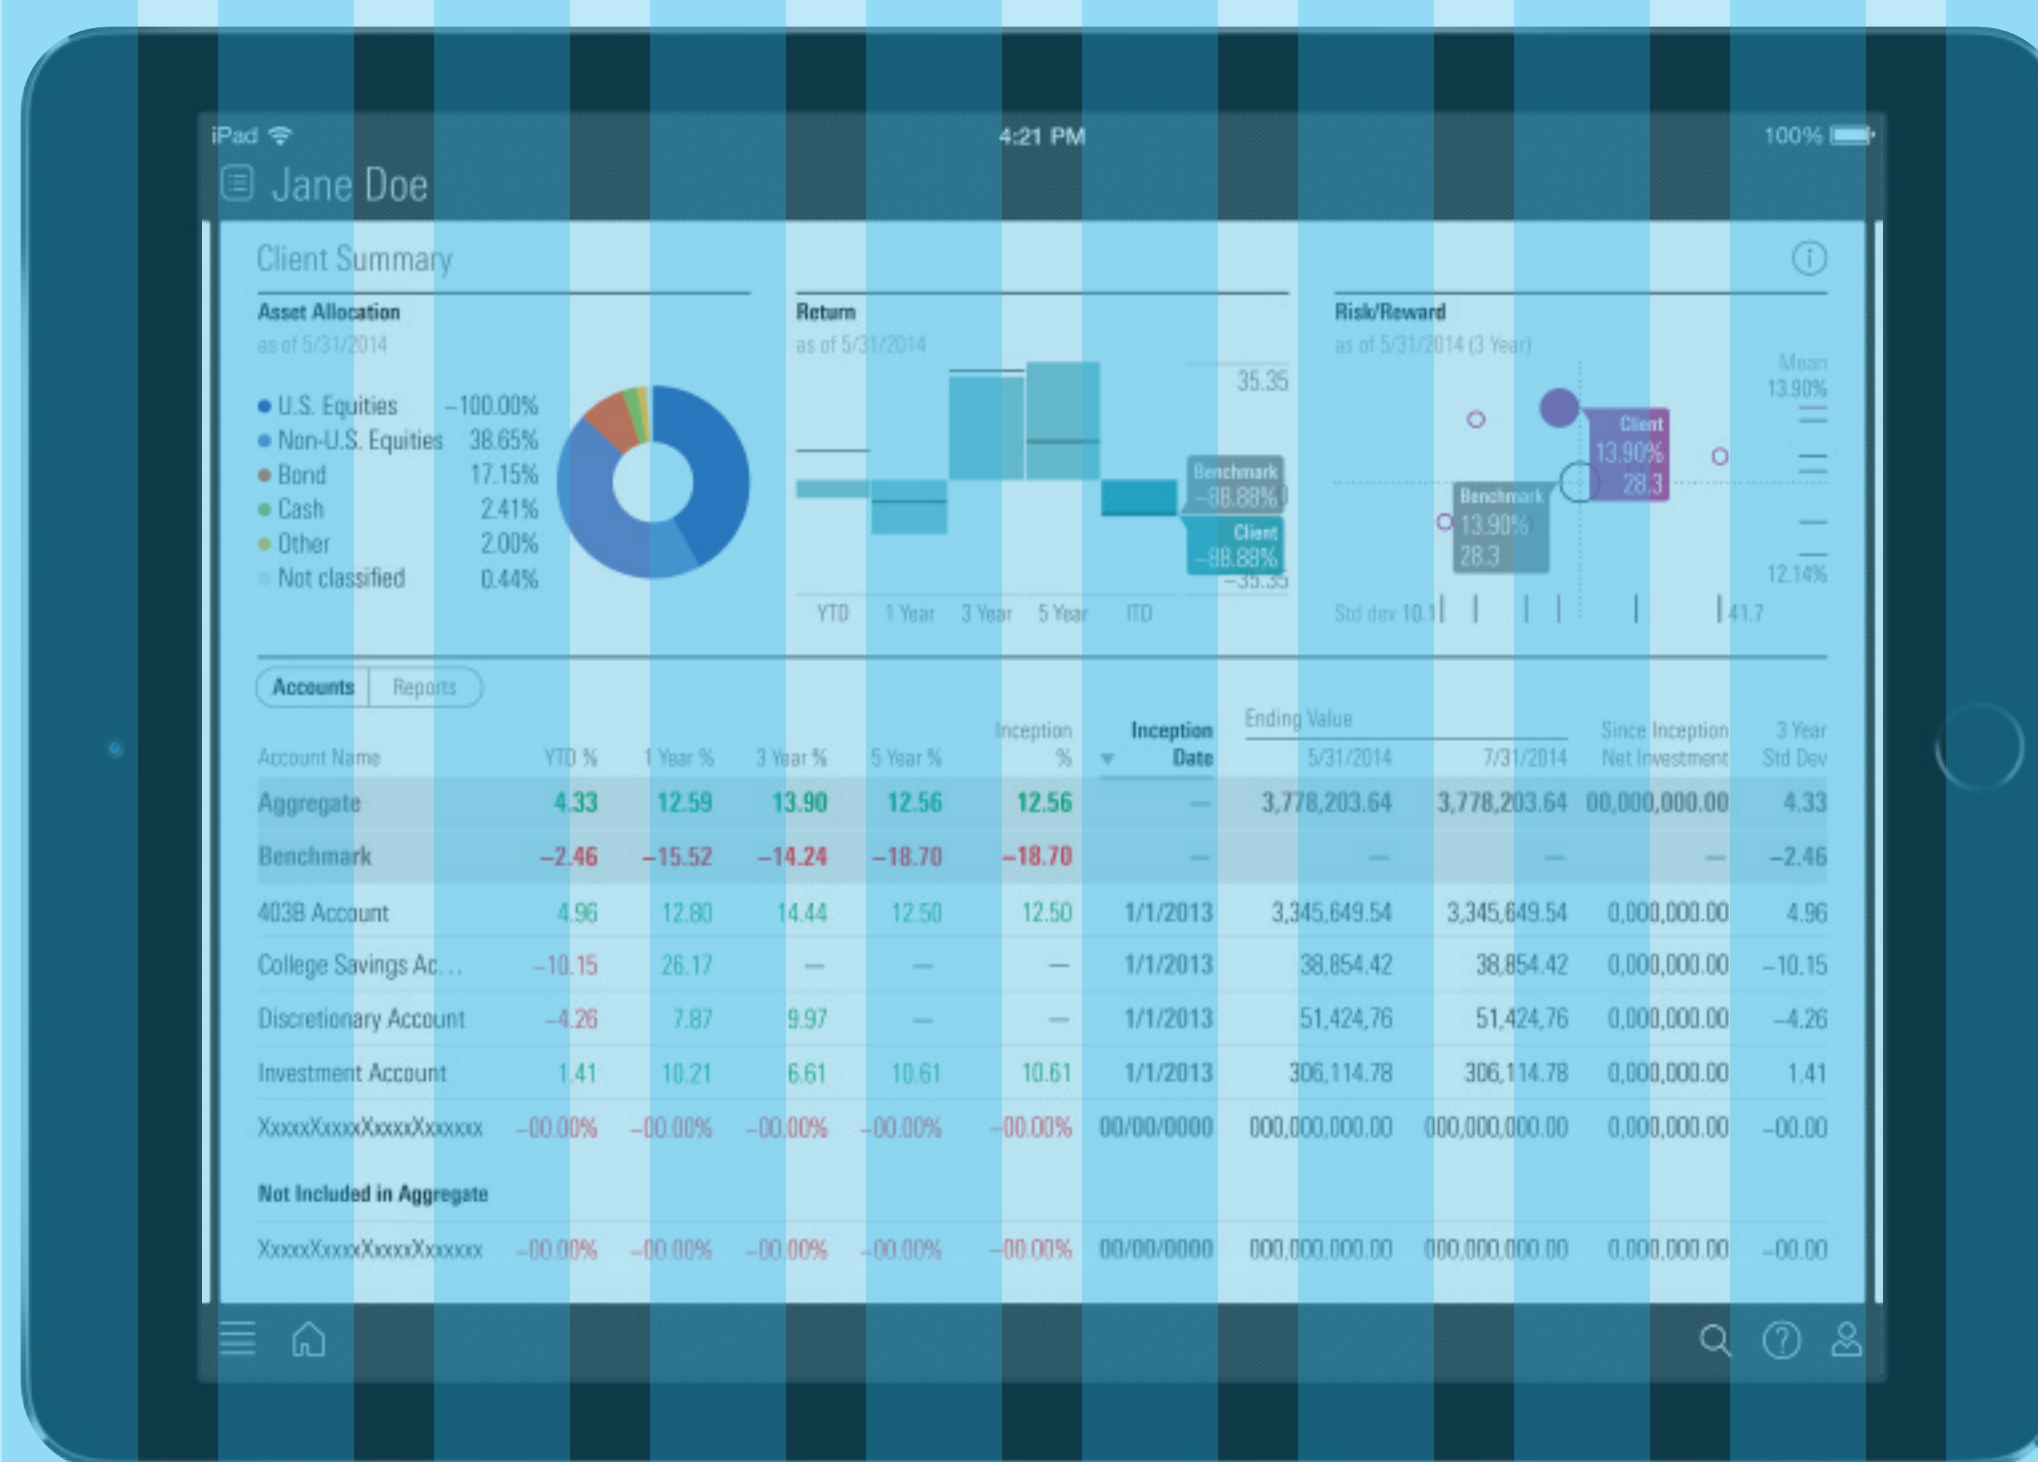 iPad 4:21 PM 100%
Jane Doe
Client Summary
Asset Allocation
as of 5/31/2014
U.S. Equities –100.00%
Non-U.S. Equities 38.65%
Bond 17.15%
Cash 2.41%
Other 2.00%
Not classified 0.44%
Return
as of 5/31/2014
35.35
Benchmark
–88.88%
Client
–88.88%
–35.35
YTD 1 Year 3 Year 5 Year ITD
Risk/Reward
as of 5/31/2014 (3 Year)
Mean
13.90%
Client
13.90%
28.3
Benchmark
13.90%
28.3
12.14%
Std dev 10.1 41.7
Accounts Reports
Account Name YTD % 1 Year % 3 Year % 5 Year % Inception % Inception Date Ending Value 5/31/2014 7/31/2014 Since Inception Net Investment 3 Year Std Dev
Aggregate 4.33 12.59 13.90 12.56 12.56 — 3,778,203.64 3,778,203.64 00,000,000.00 4.33
Benchmark –2.46 –15.52 –14.24 –18.70 –18.70 — — — — –2.46
403B Account 4.96 12.80 14.44 12.50 12.50 1/1/2013 3,345,649.54 3,345,649.54 0,000,000.00 4.96
College Savings Ac... –10.15 26.17 — — — 1/1/2013 38,854.42 38,854.42 0,000,000.00 –10.15
Discretionary Account –4.26 7.87 9.97 — — 1/1/2013 51,424,76 51,424,76 0,000,000.00 –4.26
Investment Account 1.41 10.21 6.61 10.61 10.61 1/1/2013 306,114.78 306,114.78 0,000,000.00 1.41
XxxxxXxxxxXxxxxXxxxxxx –00.00% –00.00% –00.00% –00.00% –00.00% 00/00/0000 000,000,000.00 000,000,000.00 0,000,000.00 –00.00
Not Included in Aggregate
XxxxxXxxxxXxxxxXxxxxxx –00.00% –00.00% –00.00% –00.00% –00.00% 00/00/0000 000,000,000.00 000,000,000.00 0,000,000.00 –00.00